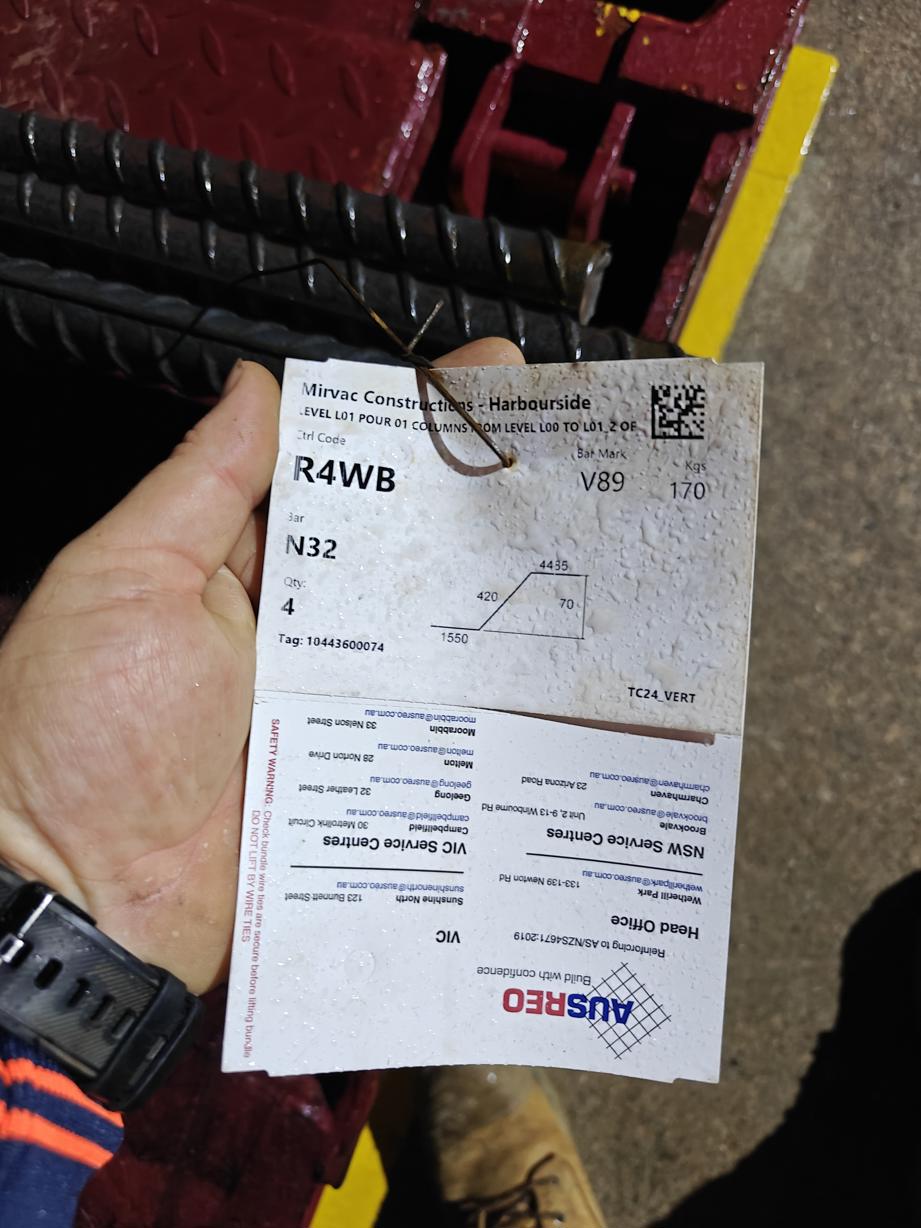 Mirvac Constructions - Harbourside
LEVEL L01 POUR 01 COLUMNS FROM LEVEL L00 TO L01_2 OF
Ctrl Code
Bar Mark
Kgs
R4WB
V89
170
Bar
N32
Qty:
4
4435
420
70
1550
Tag: 10443600074
TC24_VERT
AUSREO
Build with confidence
Reinforcing to AS/NZS4671:2019
Head Office
Wetherill Park 133-139 Newton Rd
wetherillpark@ausreo.com.au
NSW Service Centres
Brookvale Unit 2, 9-13 Winbourne Rd
brookvale@ausreo.com.au
Charmhaven 23 Arizona Road
charmhaven@ausreo.com.au
VIC
Sunshine North 123 Bunnett Street
sunshinenorth@ausreo.com.au
VIC Service Centres
Campbellfield 30 Metrolink Circuit
campbellfield@ausreo.com.au
Geelong 32 Leather Street
geelong@ausreo.com.au
Melton 28 Norton Drive
melton@ausreo.com.au
Moorabbin 33 Nelson Street
moorabbin@ausreo.com.au
SAFETY WARNING: Check bundle wire ties are secure before lifting bundle
DO NOT LIFT BY WIRE TIES